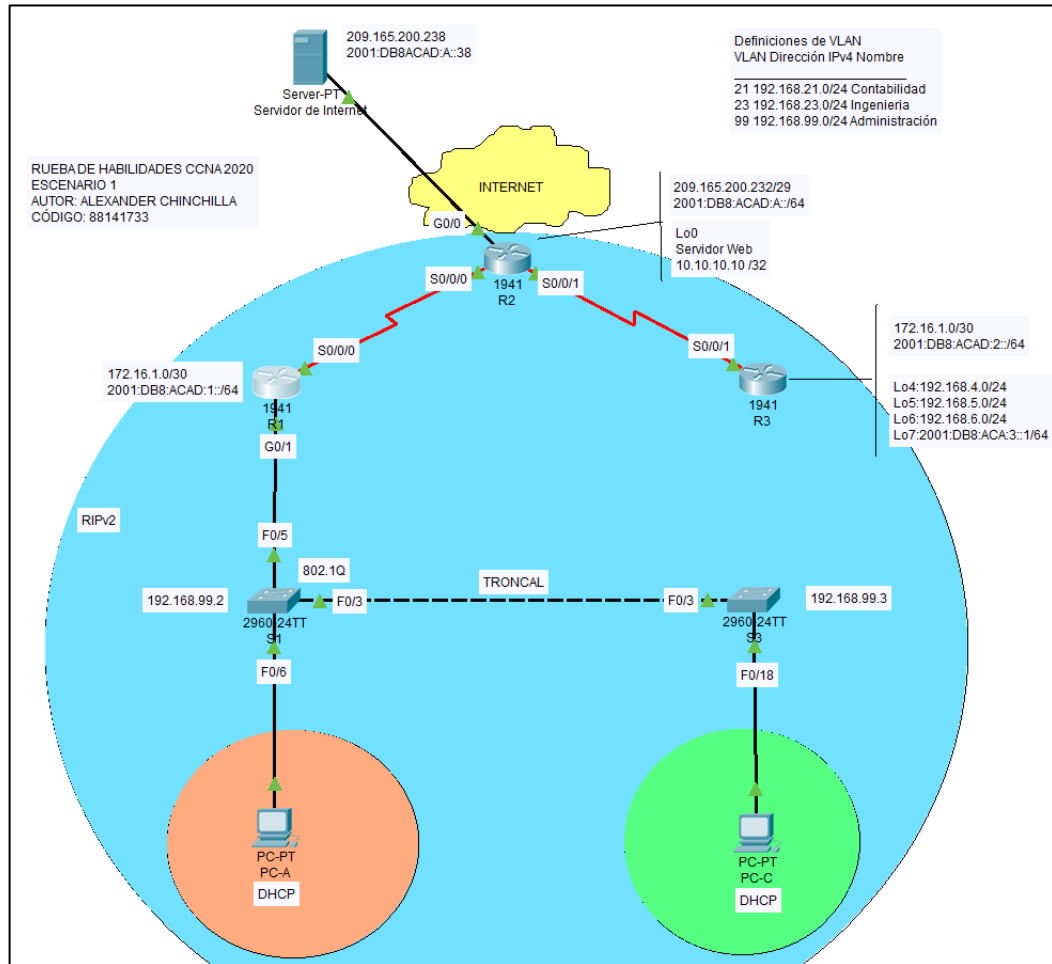 209.165.200.238
2001:DB8ACAD:A::38
Server-PT
Servidor de Internet
Definiciones de VLAN
VLAN Dirección IPv4 Nombre
21 192.168.21.0/24 Contabilidad
23 192.168.23.0/24 Ingenieria
99 192.168.99.0/24 Administración
RUEBA DE HABILIDADES CCNA 2020
ESCENARIO 1
AUTOR: ALEXANDER CHINCHILLA
CÓDIGO: 88141733
INTERNET
G0/0
209.165.200.232/29
2001:DB8:ACAD:A::/64
Lo0
Servidor Web
10.10.10.10 /32
S0/0/0
1941
R2
S0/0/1
S0/0/0
S0/0/1
172.16.1.0/30
2001:DB8:ACAD:1::/64
1941
R1
G0/1
1941
R3
172.16.1.0/30
2001:DB8:ACAD:2::/64
Lo4:192.168.4.0/24
Lo5:192.168.5.0/24
Lo6:192.168.6.0/24
Lo7:2001:DB8:ACA:3::1/64
RIPv2
F0/5
802.1Q
TRONCAL
192.168.99.2
F0/3
F0/3
192.168.99.3
2960-24TT
S1
2960-24TT
S3
F0/6
F0/18
PC-PT
PC-A
DHCP
PC-PT
PC-C
DHCP